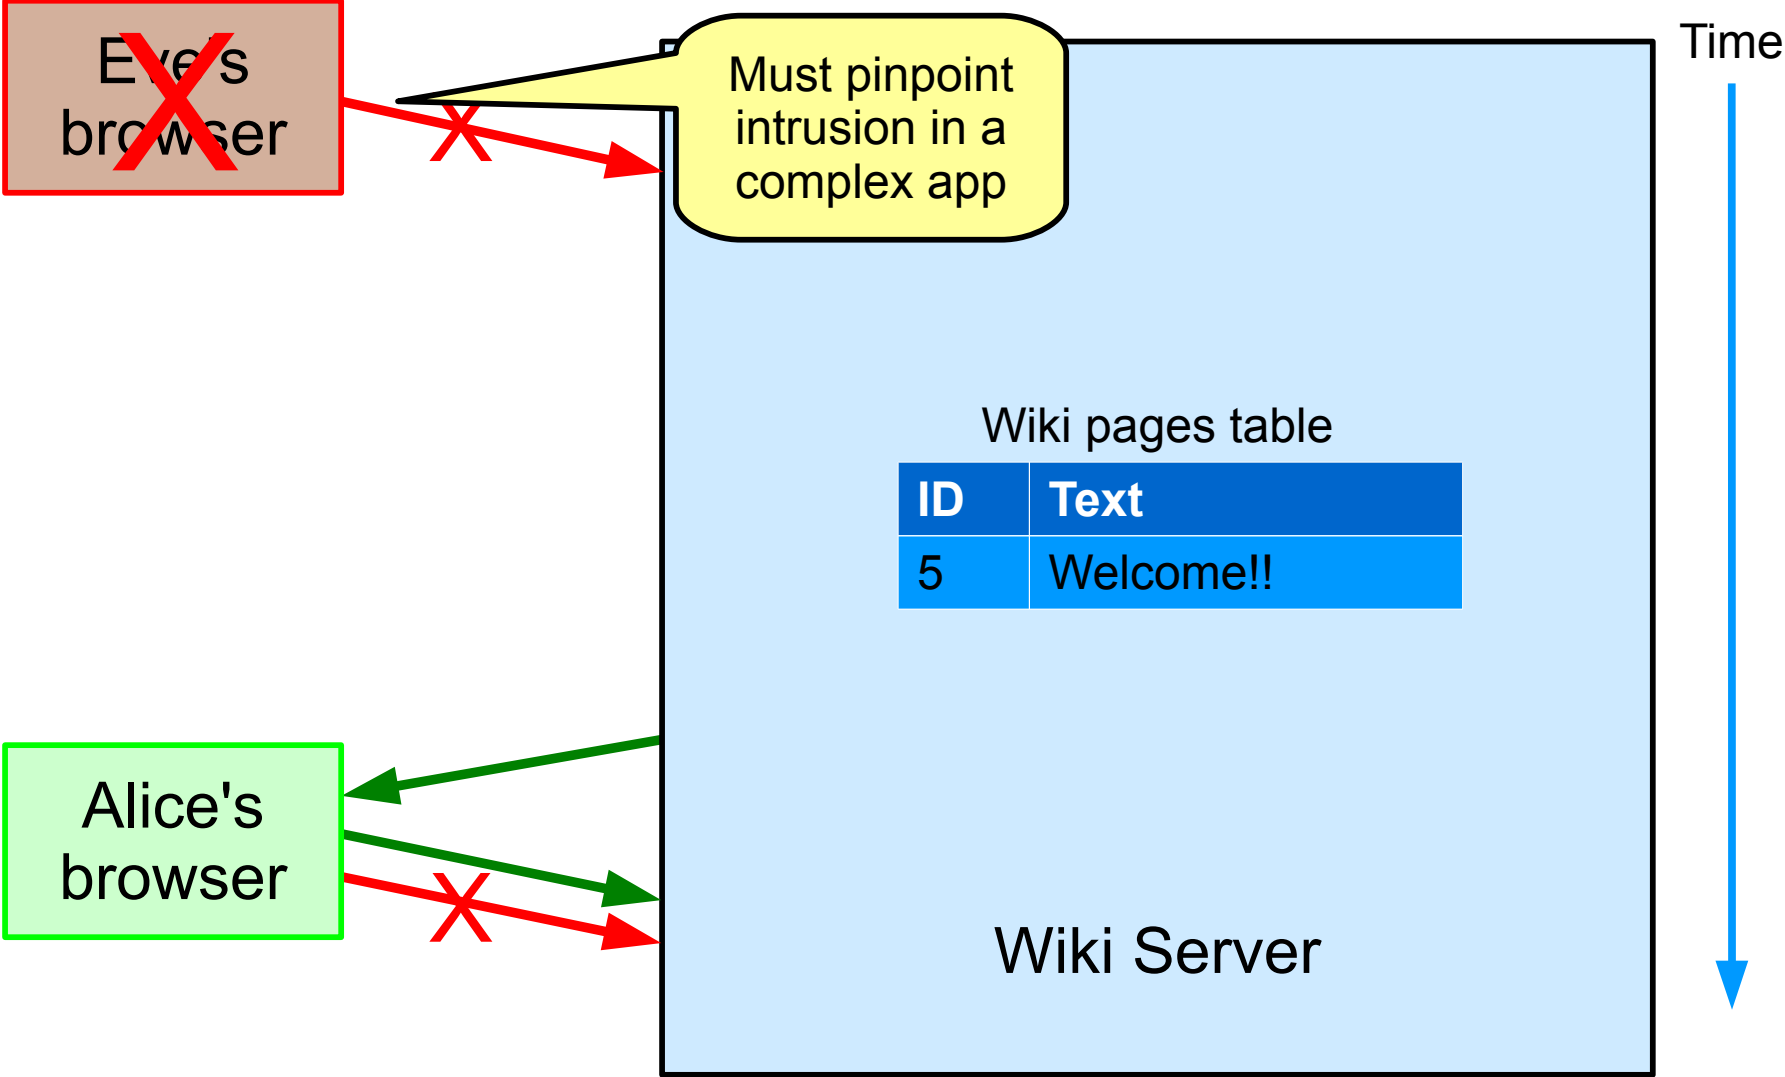 Eve's
browser
X
X
Must pinpoint
intrusion in a
complex app
Time
Wiki pages table
ID Text
5 Welcome!!
Alice's
browser
X
Wiki Server